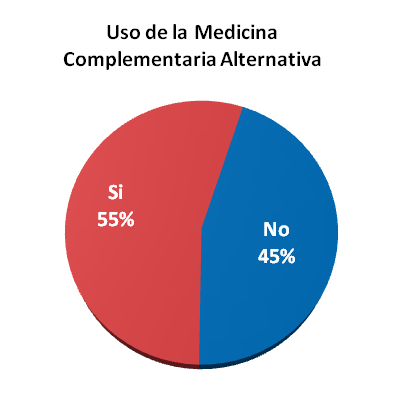 Uso de la Medicina
Complementaria Alternativa
Si
55%
No
45%